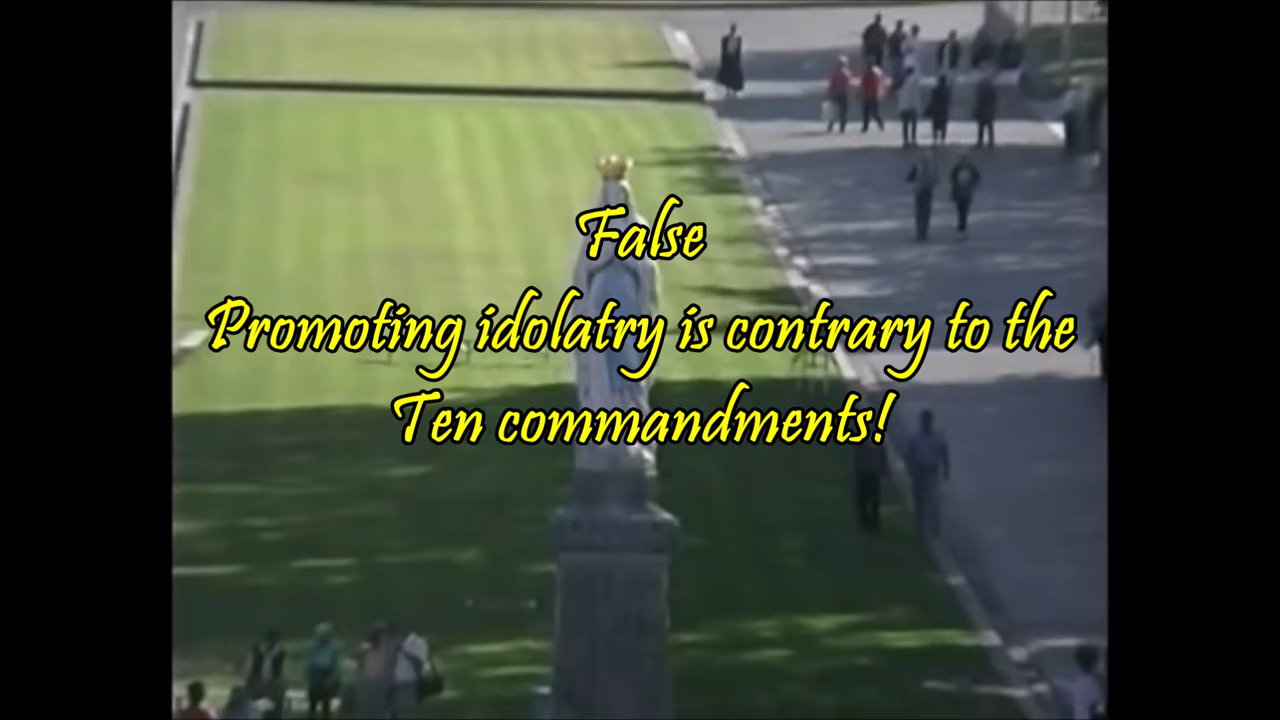 False
Promoting idolatry is contrary to the
Ten commandments!